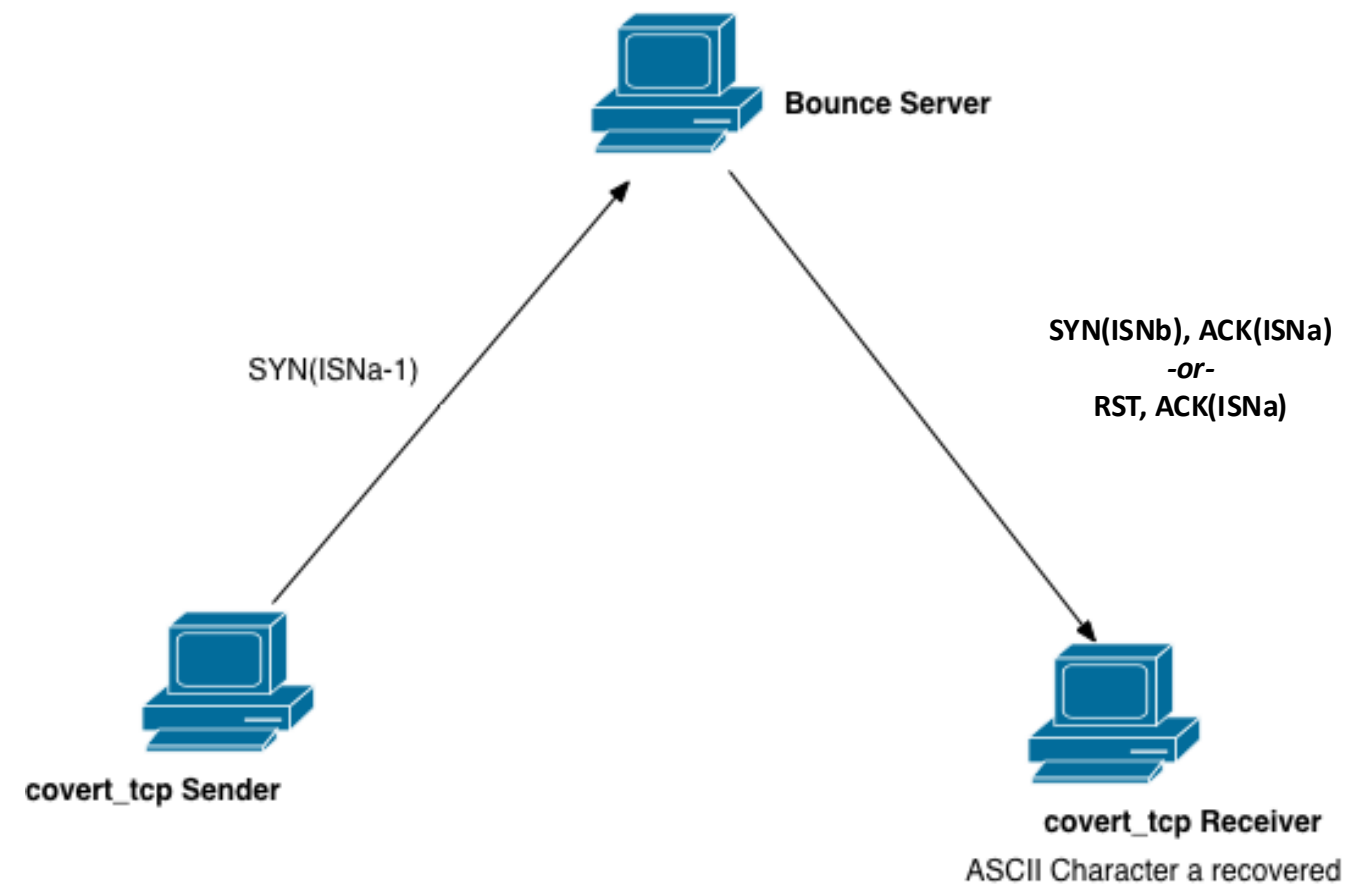 Bounce Server
SYN(ISNa-1)
SYN(ISNb), ACK(ISNa)
-or-
RST, ACK(ISNa)
covert_tcp Sender
covert_tcp Receiver
ASCII Character a recovered